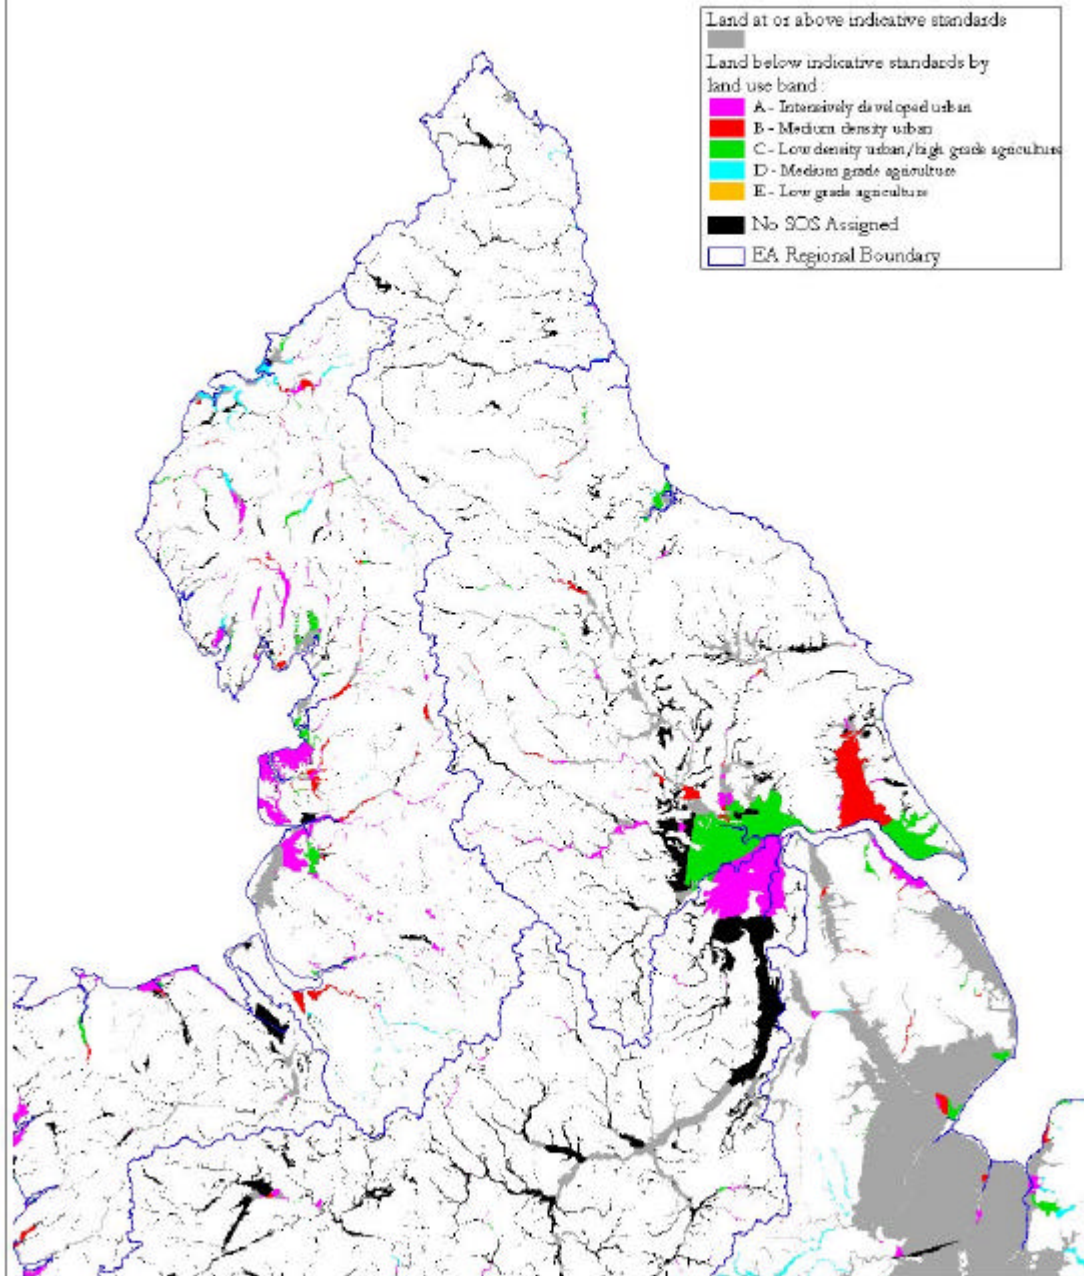 Land at or above indicative standards
Land below indicative standards by
land use band :
A - Intensively developed urban
B - Medium density urban
C - Low density urban/high grade agriculture
D - Medium grade agriculture
E - Low grade agriculture
No SOS Assigned
EA Regional Boundary